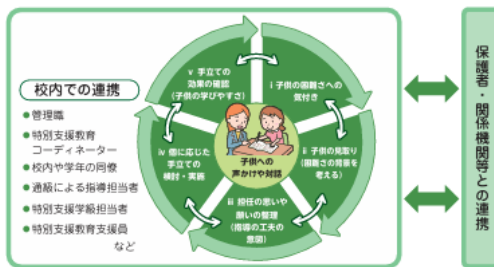 校内での連携
●管理職
●特別支援教育
コーディネーター
●校内や学年の同僚
●通級による指導担当者
●特別支援学級担当者
●特別支援教育支援員
など
ⅰ 子供の困難さへの
気付き
ⅱ 子供の見取り
(困難さの背景を
考える)
ⅲ 担任の思いや
願いの整理
(指導の工夫の
意図)
ⅳ 個に応じた
手立ての
検討・実施
ⅴ 手立ての
効果の確認
(子供の学びやすさ)
子供への
声かけや対話
保護者・関係機関等との連携